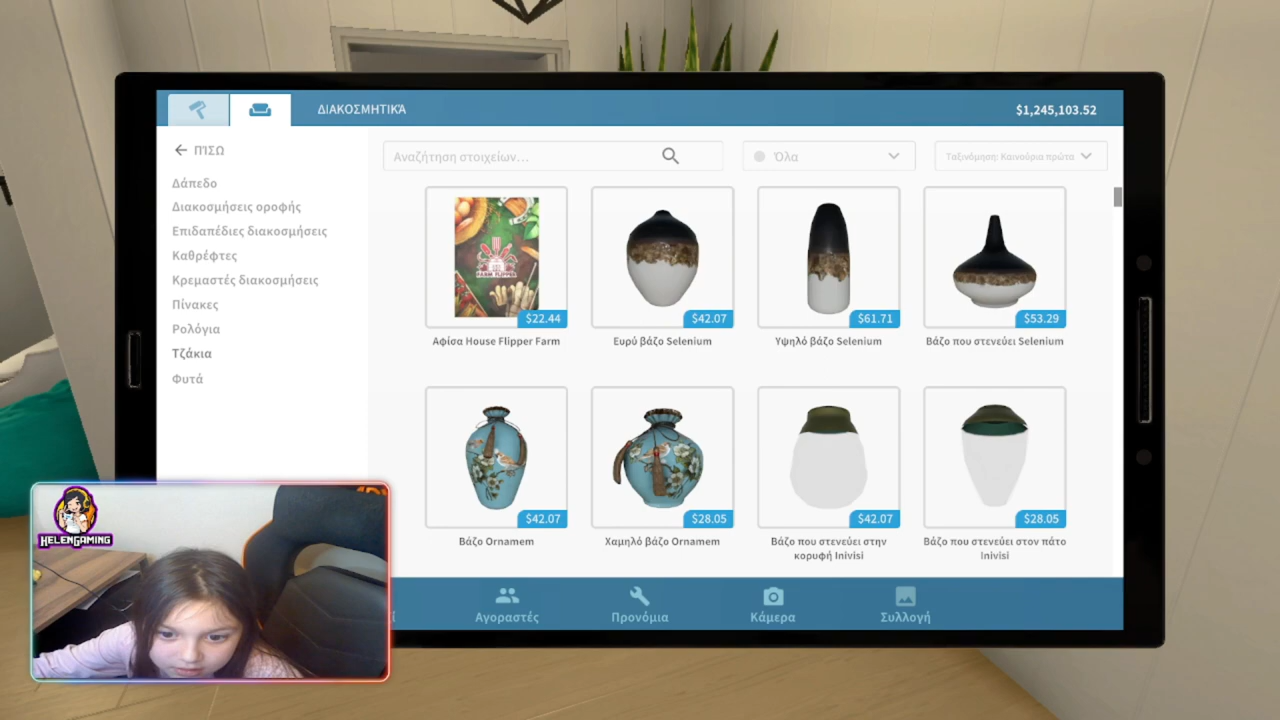 ΔΙΑΚΟΣΜΗΤΙΚΆ
$1,245,103.52
ΠΊΣΩ
Αναζήτηση στοιχείων...
Όλα
Ταξινόμηση: Καινούρια πρώτα
Δάπεδο
Διακοσμήσεις οροφής
Επιδαπέδιες διακοσμήσεις
Καθρέφτες
Κρεμαστές διακοσμήσεις
Πίνακες
Ρολόγια
Τζάκια
Φυτά
FARM FLIPPER
$22.44
$42.07
$61.71
$53.29
Αφίσα House Flipper Farm
Ευρύ βάζο Selenium
Υψηλό βάζο Selenium
Βάζο που στενεύει Selenium
$42.07
$28.05
$42.07
$28.05
Βάζο Ornamem
Χαμηλό βάζο Ornamem
Βάζο που στενεύει στην
κορυφή Inivisi
Βάζο που στενεύει στον πάτο
Inivisi
Αγοραστές
Προνόμια
Κάμερα
Συλλογή
HELENGAMING